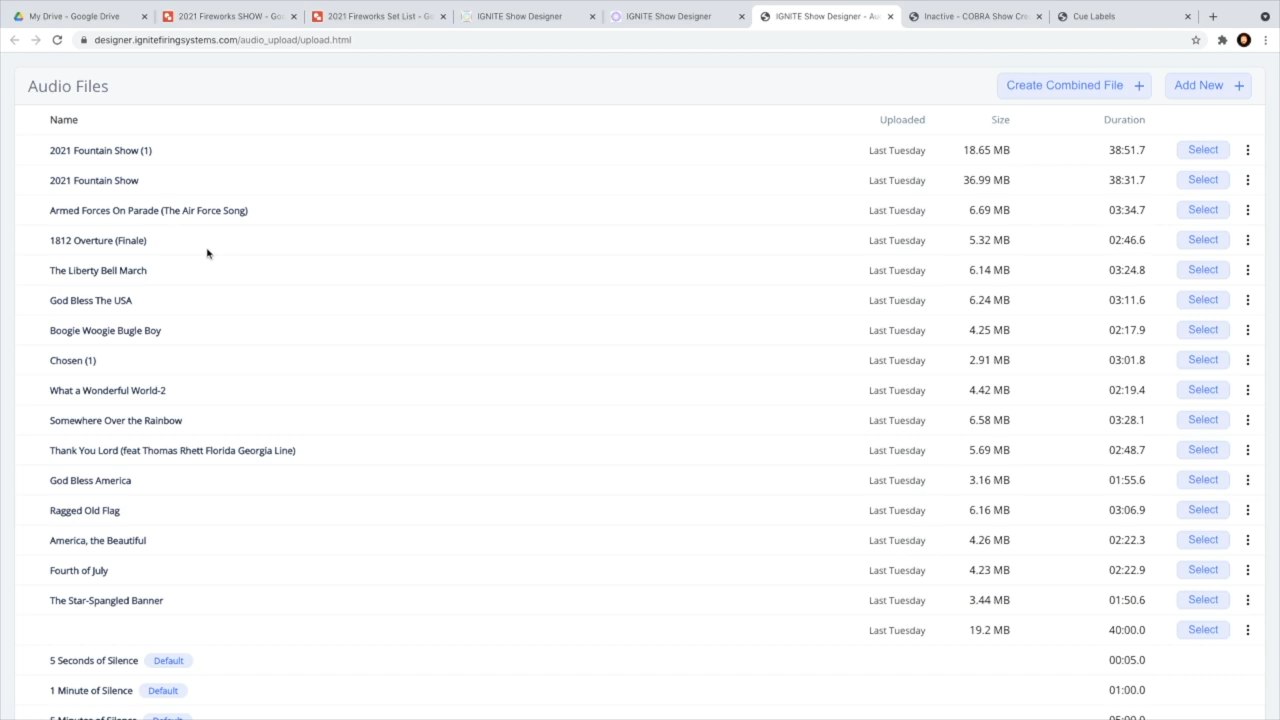 My Drive - Google Drive
2021 Fireworks SHOW - Go
2021 Fireworks Set List - G
IGNITE Show Designer
IGNITE Show Designer
IGNITE Show Designer - Au
Inactive - COBRA Show Cre
Cue Labels
designer.ignitefiringsystems.com/audio_upload/upload.html
Audio Files
Create Combined File +
Add New +
Name Uploaded Size Duration
2021 Fountain Show (1) Last Tuesday 18.65 MB 38:51.7 Select
2021 Fountain Show Last Tuesday 36.99 MB 38:31.7 Select
Armed Forces On Parade (The Air Force Song) Last Tuesday 6.69 MB 03:34.7 Select
1812 Overture (Finale) Last Tuesday 5.32 MB 02:46.6 Select
The Liberty Bell March Last Tuesday 6.14 MB 03:24.8 Select
God Bless The USA Last Tuesday 6.24 MB 03:11.6 Select
Boogie Woogie Bugle Boy Last Tuesday 4.25 MB 02:17.9 Select
Chosen (1) Last Tuesday 2.91 MB 03:01.8 Select
What a Wonderful World-2 Last Tuesday 4.42 MB 02:19.4 Select
Somewhere Over the Rainbow Last Tuesday 6.58 MB 03:28.1 Select
Thank You Lord (feat Thomas Rhett Florida Georgia Line) Last Tuesday 5.69 MB 02:48.7 Select
God Bless America Last Tuesday 3.16 MB 01:55.6 Select
Ragged Old Flag Last Tuesday 6.16 MB 03:06.9 Select
America, the Beautiful Last Tuesday 4.26 MB 02:22.3 Select
Fourth of July Last Tuesday 4.23 MB 02:22.9 Select
The Star-Spangled Banner Last Tuesday 3.44 MB 01:50.6 Select
Last Tuesday 19.2 MB 40:00.0 Select
5 Seconds of Silence Default 00:05.0
1 Minute of Silence Default 01:00.0
5 Minutes of Silence Default 05:00.0